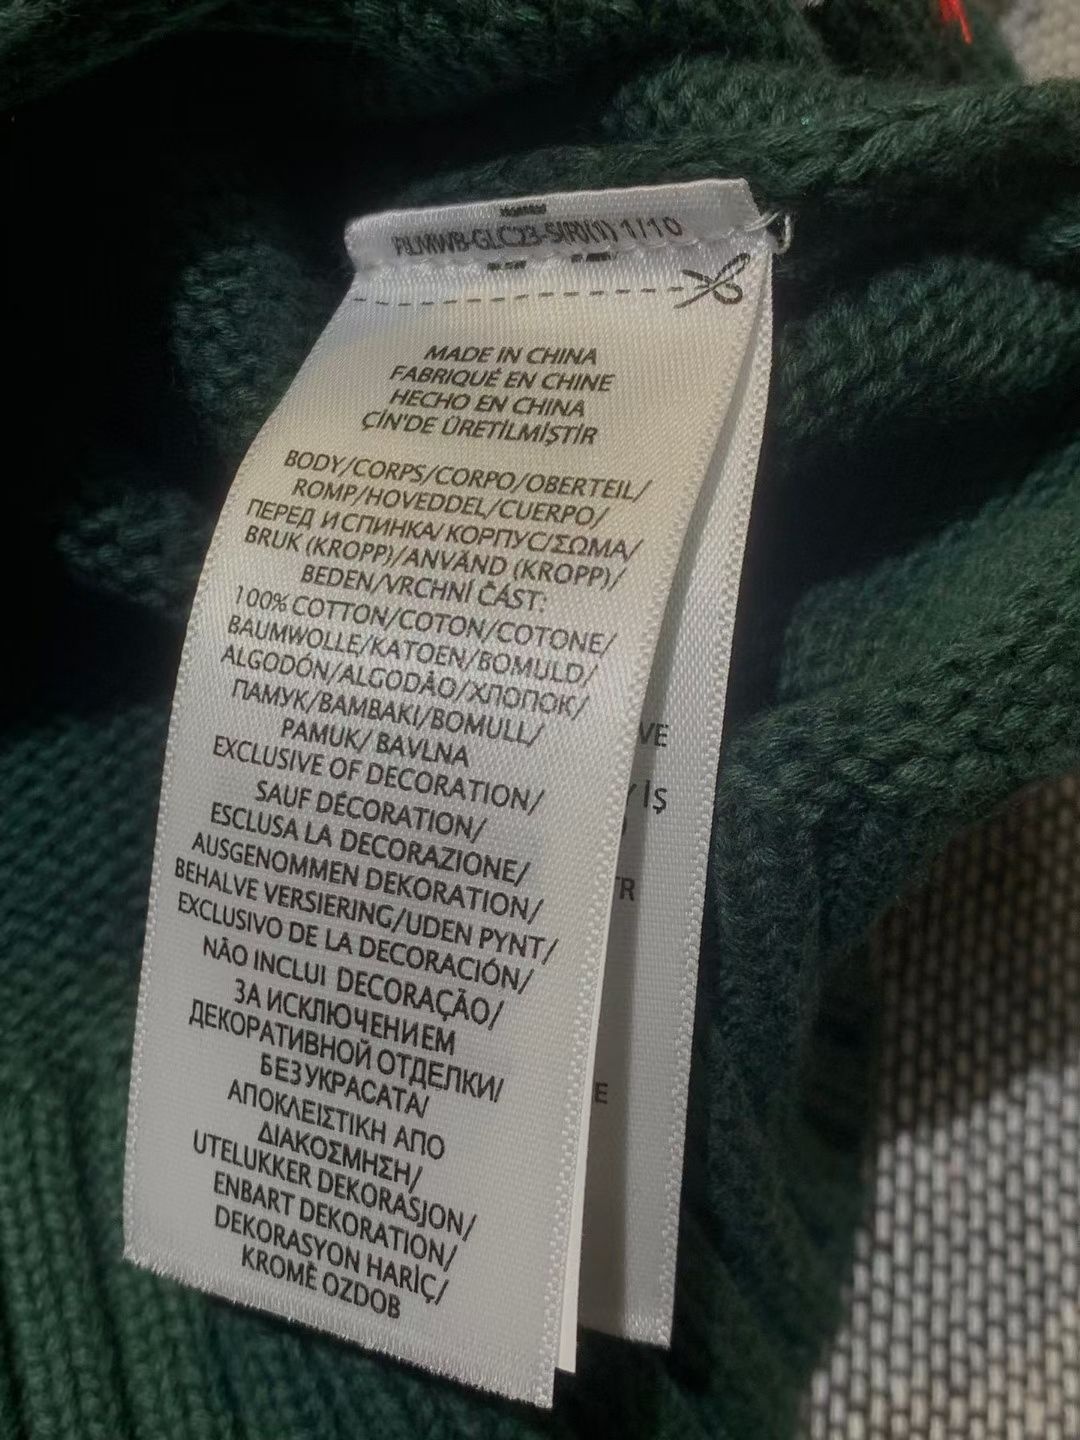 MADE IN CHINA
FABRIQUÉ EN CHINE
HECHO EN CHINA
ÇİN'DE ÜRETİLMİŞTİR
BODY/CORPS/CORPO/OBERTEIL/
ROMP/HOVEDDEL/CUERPO/
ПЕРЕД И СПИНКА/ КОРПУС/ΣΩΜΑ/
BRUK (KROPP)/ANVÄND (KROPP)/
BEDEN/VRCHNÍ ČÁST:
100% COTTON/COTON/COTONE/
BAUMWOLLE/KATOEN/BOMULD/
ALGODÓN/ALGODÃO/ХЛОПОК/
ПАМУК/BAMBAKI/BOMULL/
PAMUK/ BAVLNA
EXCLUSIVE OF DECORATION/
SAUF DÉCORATION/
ESCLUSA LA DECORAZIONE/
AUSGENOMMEN DEKORATION/
BEHALVE VERSIERING/UDEN PYNT/
EXCLUSIVO DE LA DECORACIÓN/
NÃO INCLUI DECORAÇÃO/
ЗА ИСКЛЮЧЕНИЕМ
ДЕКОРАТИВНОЙ ОТДЕЛКИ/
БЕЗ УКРАСАТА/
ΑΠΟΚΛΕΙΣΤΙΚΗ ΑΠΟ
ΔΙΑΚΟΣΜΗΣΗ/
UTELUKKER DEKORASJON/
ENBART DEKORATION/
DEKORASYON HARİÇ/
KROMĚ OZDOB
VE
İŞ
TR
E
1/10